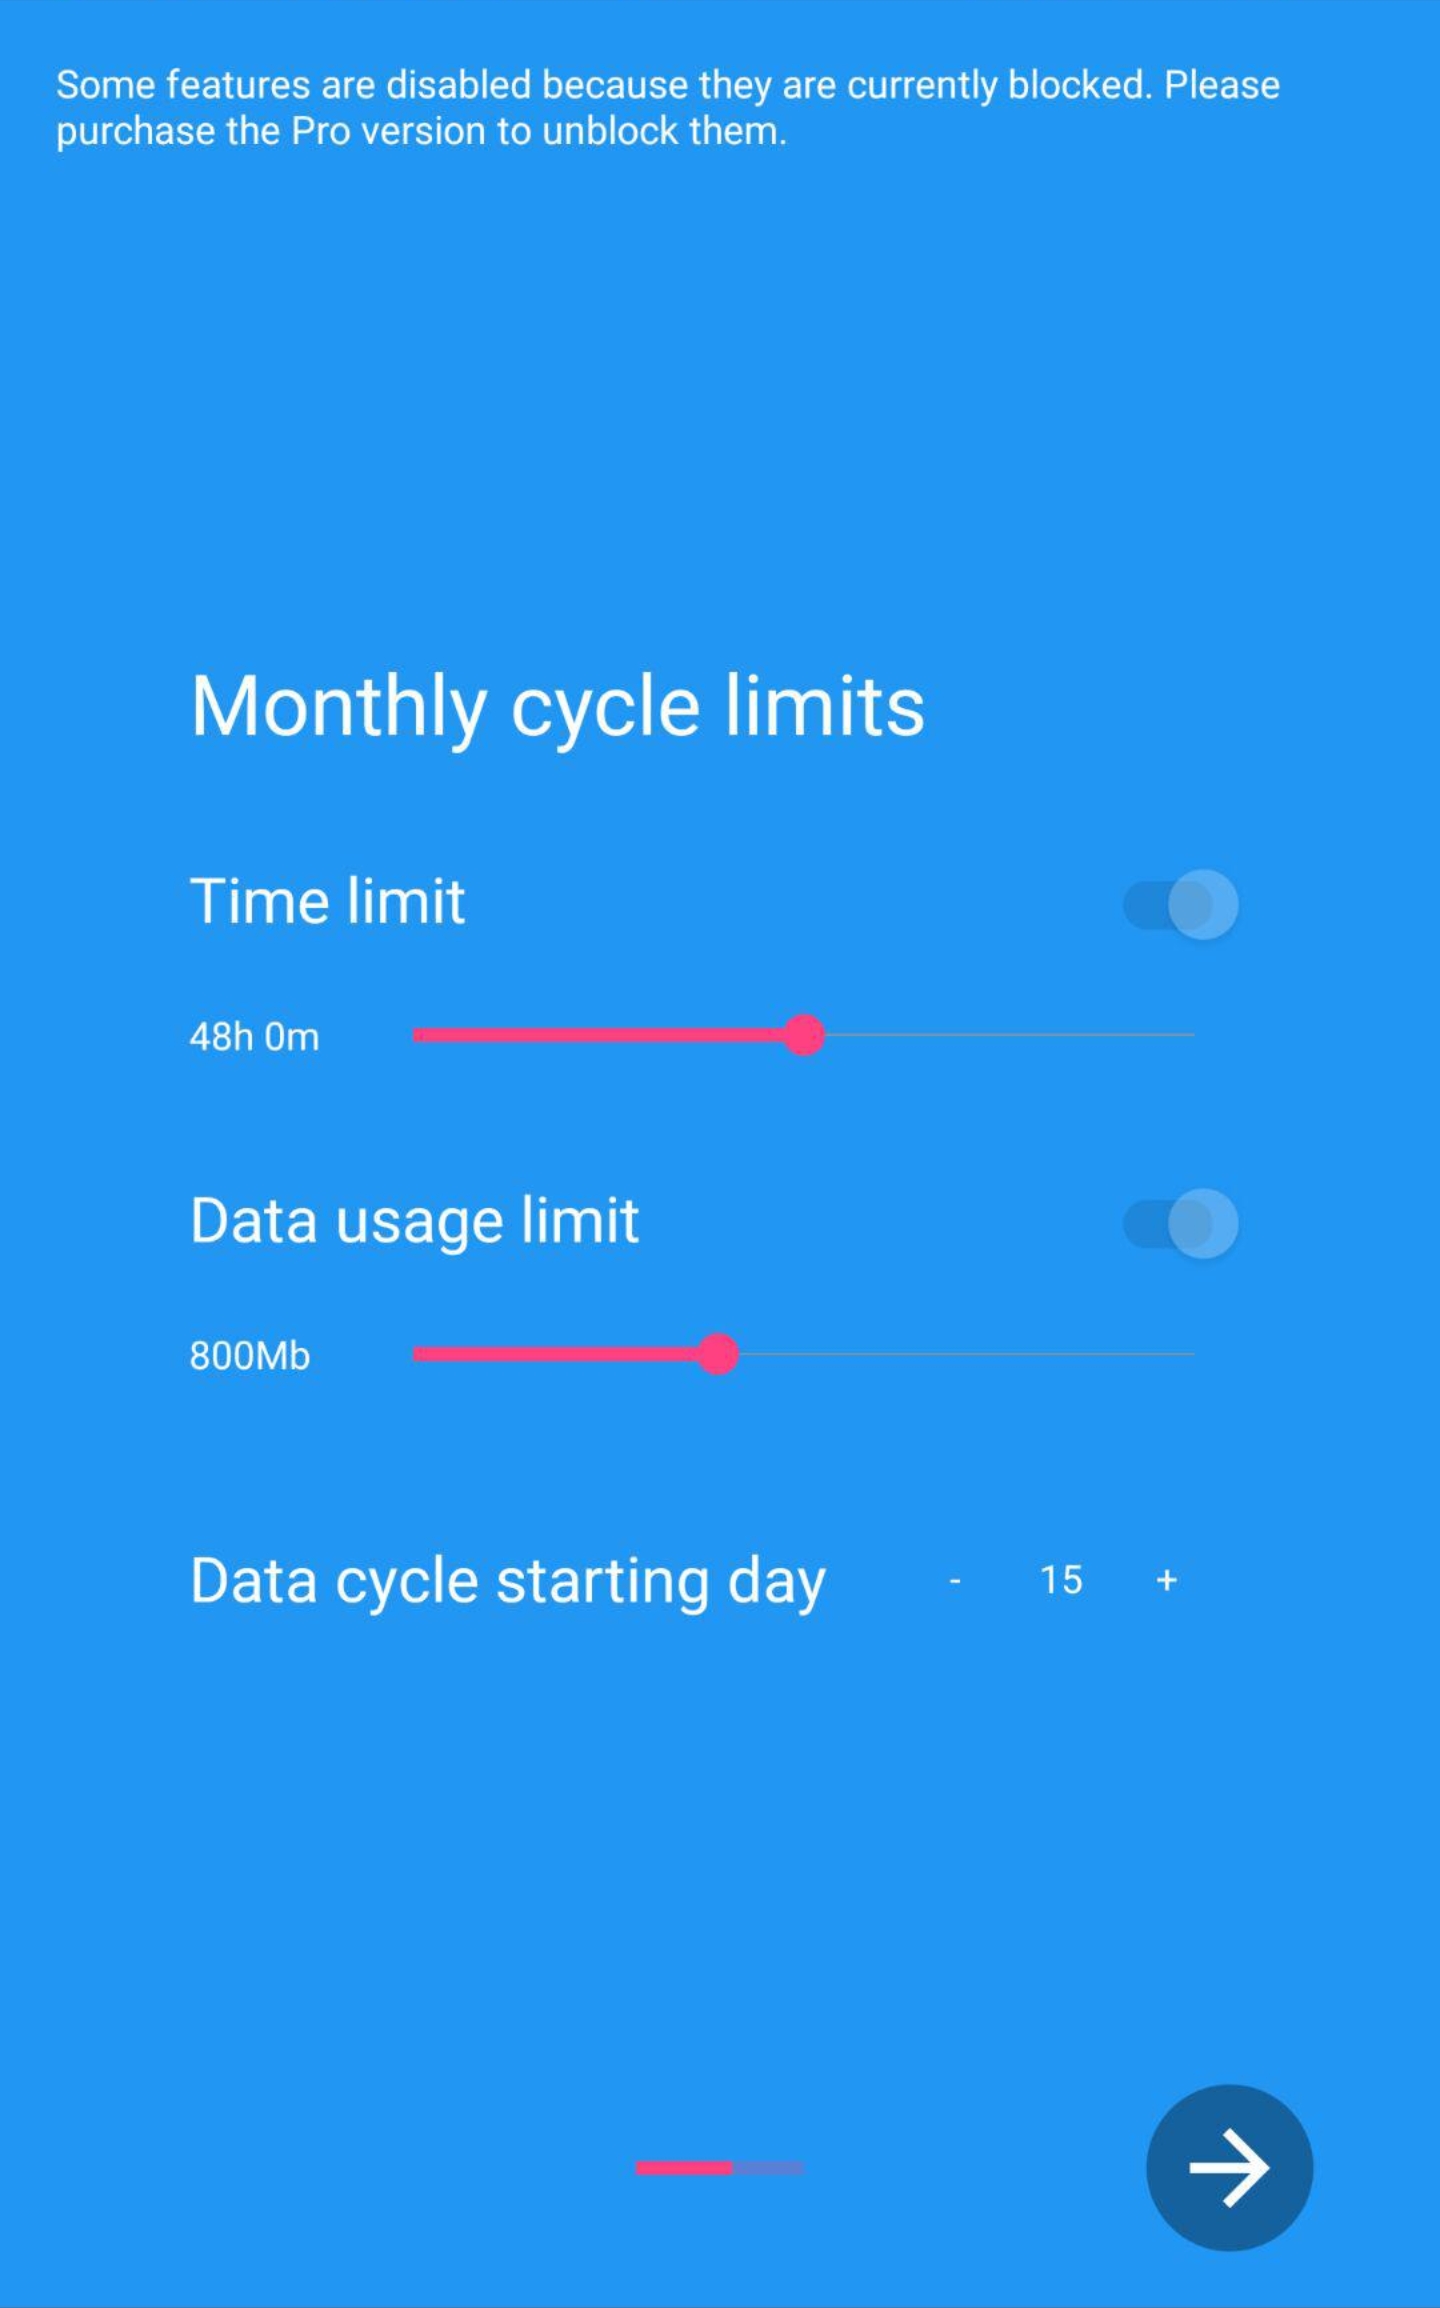 Some features are disabled because they are currently blocked. Please
purchase the Pro version to unblock them.
Monthly cycle limits
Time limit
48h 0m
Data usage limit
800Mb
Data cycle starting day - 15 +